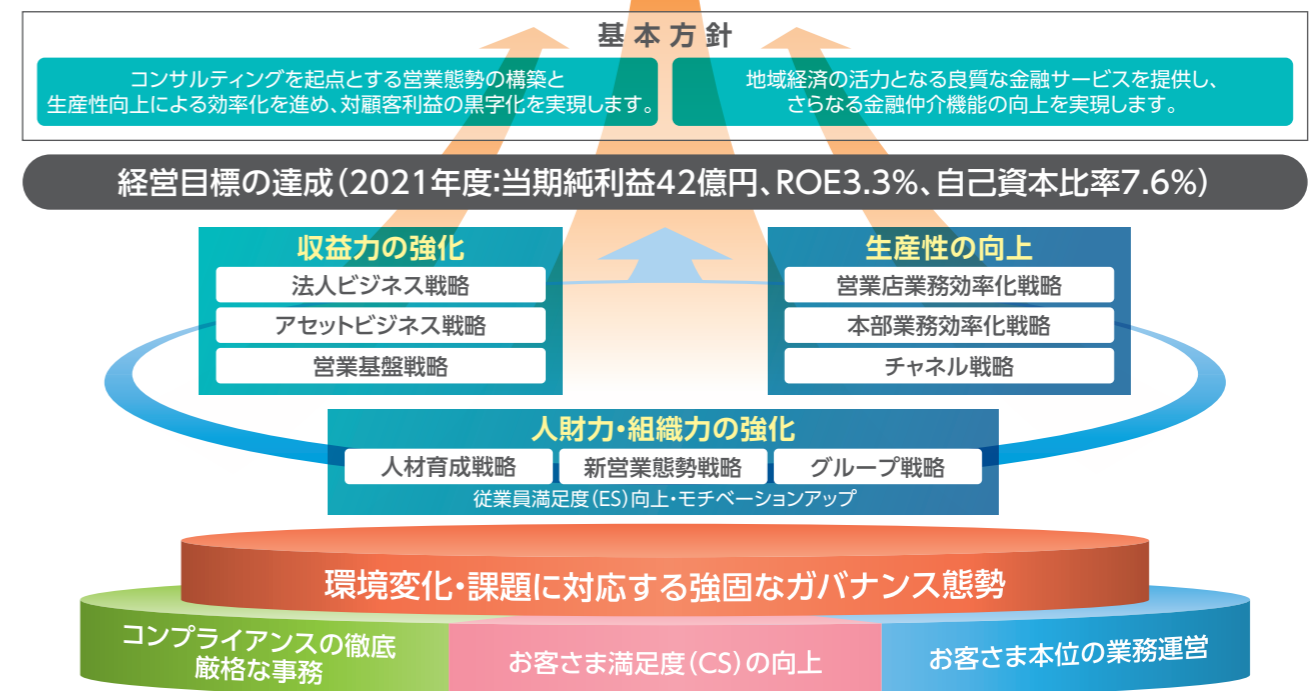 基本方針
コンサルティングを起点とする営業態勢の構築と
生産性向上による効率化を進め、対顧客利益の黒字化を実現します。
地域経済の活力となる良質な金融サービスを提供し、
さらなる金融仲介機能の向上を実現します。
経営目標の達成(2021年度:当期純利益42億円、ROE3.3%、自己資本比率7.6%)
収益力の強化
法人ビジネス戦略
アセットビジネス戦略
営業基盤戦略
生産性の向上
営業店業務効率化戦略
本部業務効率化戦略
チャネル戦略
人財力・組織力の強化
人材育成戦略
新営業態勢戦略
グループ戦略
従業員満足度(ES)向上・モチベーションアップ
環境変化・課題に対応する強固なガバナンス態勢
コンプライアンスの徹底
厳格な事務
お客さま満足度(CS)の向上
お客さま本位の業務運営